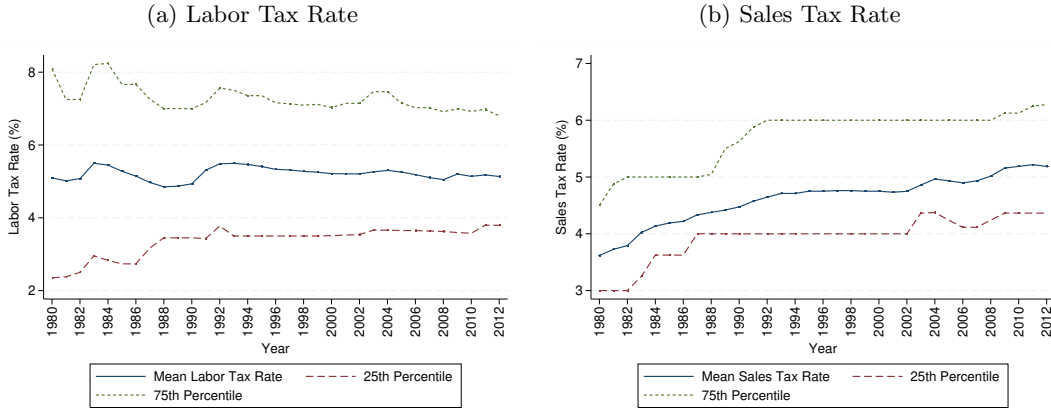 (a) Labor Tax Rate
Labor Tax Rate (%)
8
6
4
2
1980 1982 1984 1986 1988 1990 1992 1994 1996 1998 2000 2002 2004 2006 2008 2010 2012
Year
Mean Labor Tax Rate 25th Percentile
75th Percentile
(b) Sales Tax Rate
Sales Tax Rate (%)
6
5
4
3
1980 1982 1984 1986 1988 1990 1992 1994 1996 1998 2000 2002 2004 2006 2008 2010 2012
Year
Mean Sales Tax Rate 25th Percentile
75th Percentile